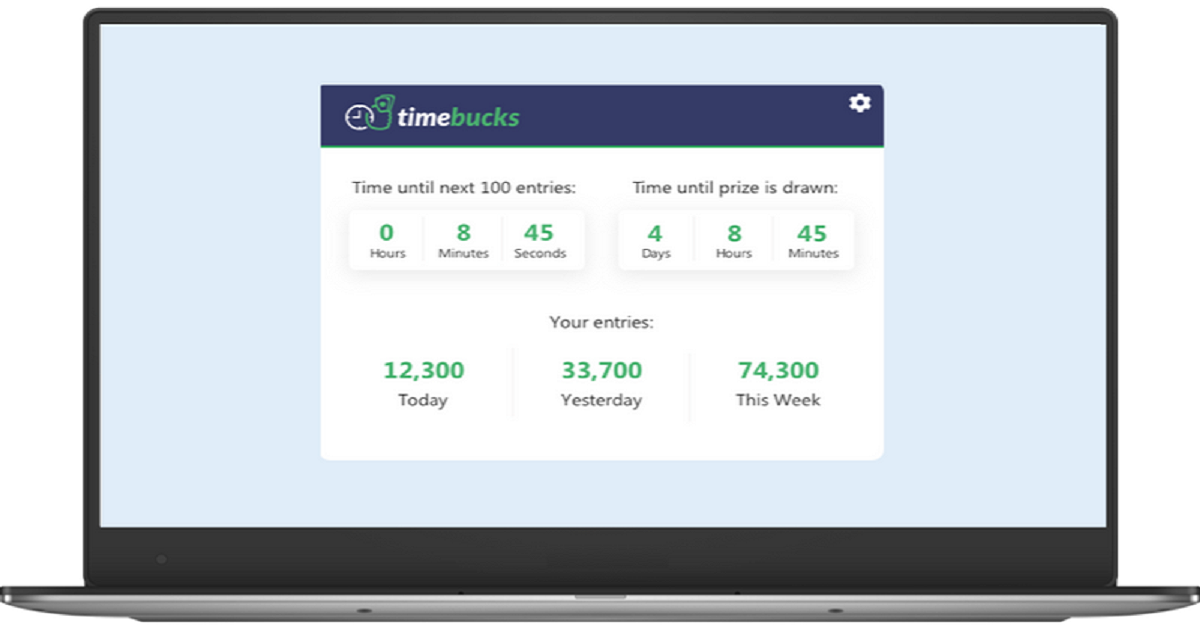 timebucks
Time until next 100 entries:
0 8 45
Hours Minutes Seconds
Time until prize is drawn:
4 8 45
Days Hours Minutes
Your entries:
12,300 33,700 74,300
Today Yesterday This Week